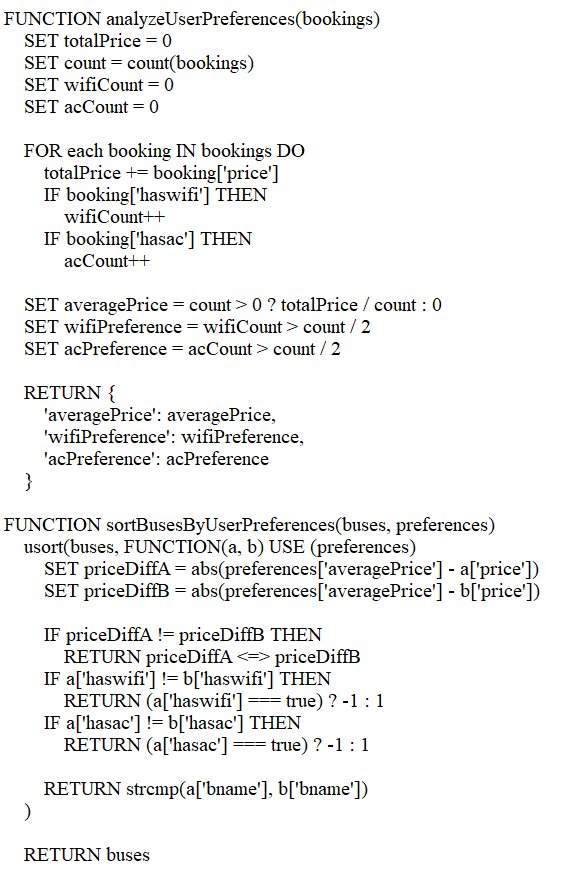 FUNCTION analyzeUserPreferences(bookings)
SET totalPrice = 0
SET count = count(bookings)
SET wifiCount = 0
SET acCount = 0
FOR each booking IN bookings DO
totalPrice += booking['price']
IF booking['haswifi'] THEN
wifiCount++
IF booking['hasac'] THEN
acCount++
SET averagePrice = count > 0 ? totalPrice / count : 0
SET wifiPreference = wifiCount > count / 2
SET acPreference = acCount > count / 2
RETURN {
'averagePrice': averagePrice,
'wifiPreference': wifiPreference,
'acPreference': acPreference
}
FUNCTION sortBusesByUserPreferences(buses, preferences)
usort(buses, FUNCTION(a, b) USE (preferences)
SET priceDiffA = abs(preferences['averagePrice'] - a['price'])
SET priceDiffB = abs(preferences['averagePrice'] - b['price'])
IF priceDiffA != priceDiffB THEN
RETURN priceDiffA <=> priceDiffB
IF a['haswifi'] != b['haswifi'] THEN
RETURN (a['haswifi'] === true) ? -1 : 1
IF a['hasac'] != b['hasac'] THEN
RETURN (a['hasac'] === true) ? -1 : 1
RETURN strcmp(a['bname'], b['bname'])
)
RETURN buses